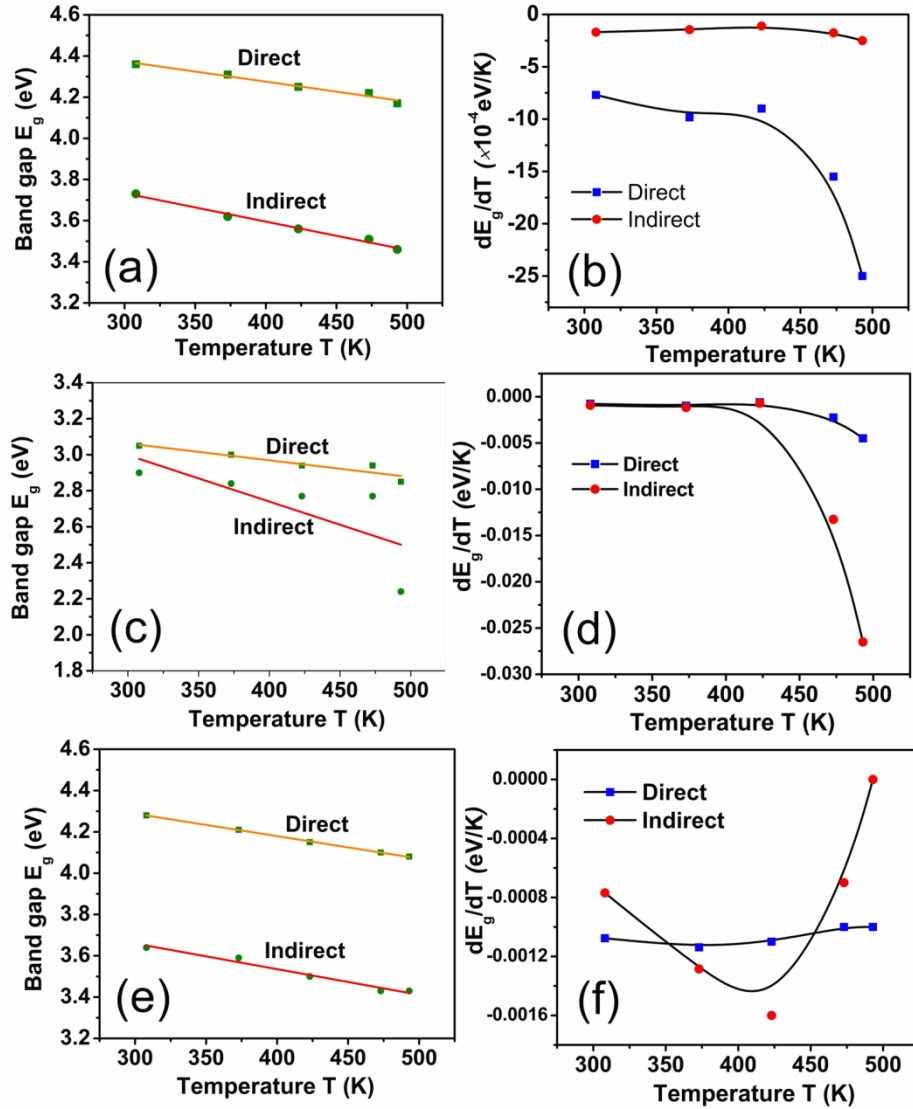 4.6
4.4
4.2
4.0
3.8
3.6
3.4
3.2
Band gap E_g (eV)
Direct
Indirect
(a)
300 350 400 450 500
Temperature T (K)
0
-5
-10
-15
-20
-25
dE_g/dT (×10^-4eV/K)
Direct
Indirect
(b)
300 350 400 450 500
Temperature T (K)
3.4
3.2
3.0
2.8
2.6
2.4
2.2
2.0
1.8
Band gap E_g (eV)
Direct
Indirect
(c)
300 350 400 450 500
Temperature T (K)
0.000
-0.005
-0.010
-0.015
-0.020
-0.025
-0.030
dE_g/dT (eV/K)
Direct
Indirect
(d)
300 350 400 450 500
Temperature T (K)
4.6
4.4
4.2
4.0
3.8
3.6
3.4
3.2
Band gap E_g (eV)
Direct
Indirect
(e)
300 350 400 450 500
Temperature T (K)
0.0000
-0.0004
-0.0008
-0.0012
-0.0016
dE_g/dT (eV/K)
Direct
Indirect
(f)
300 350 400 450 500
Temperature T (K)